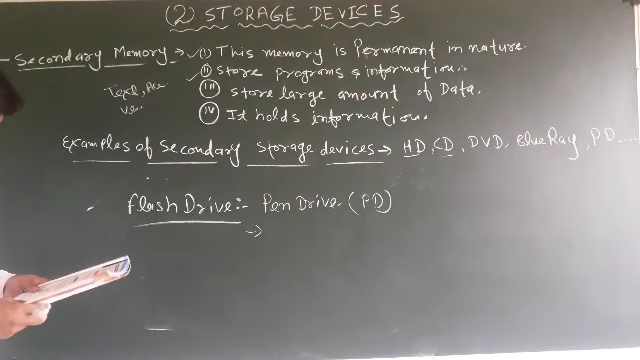 (2) STORAGE DEVICES
- Secondary Memory → (i) This memory is Permanent in nature.
(ii) Store programs & information..
(iii) Store large amount of Data.
(iv) It holds information.
Text,
Examples of Secondary Storage devices → HD, CD, DVD, BlueRay, PD....
Flash Drive:- Pen Drive (PD)
→